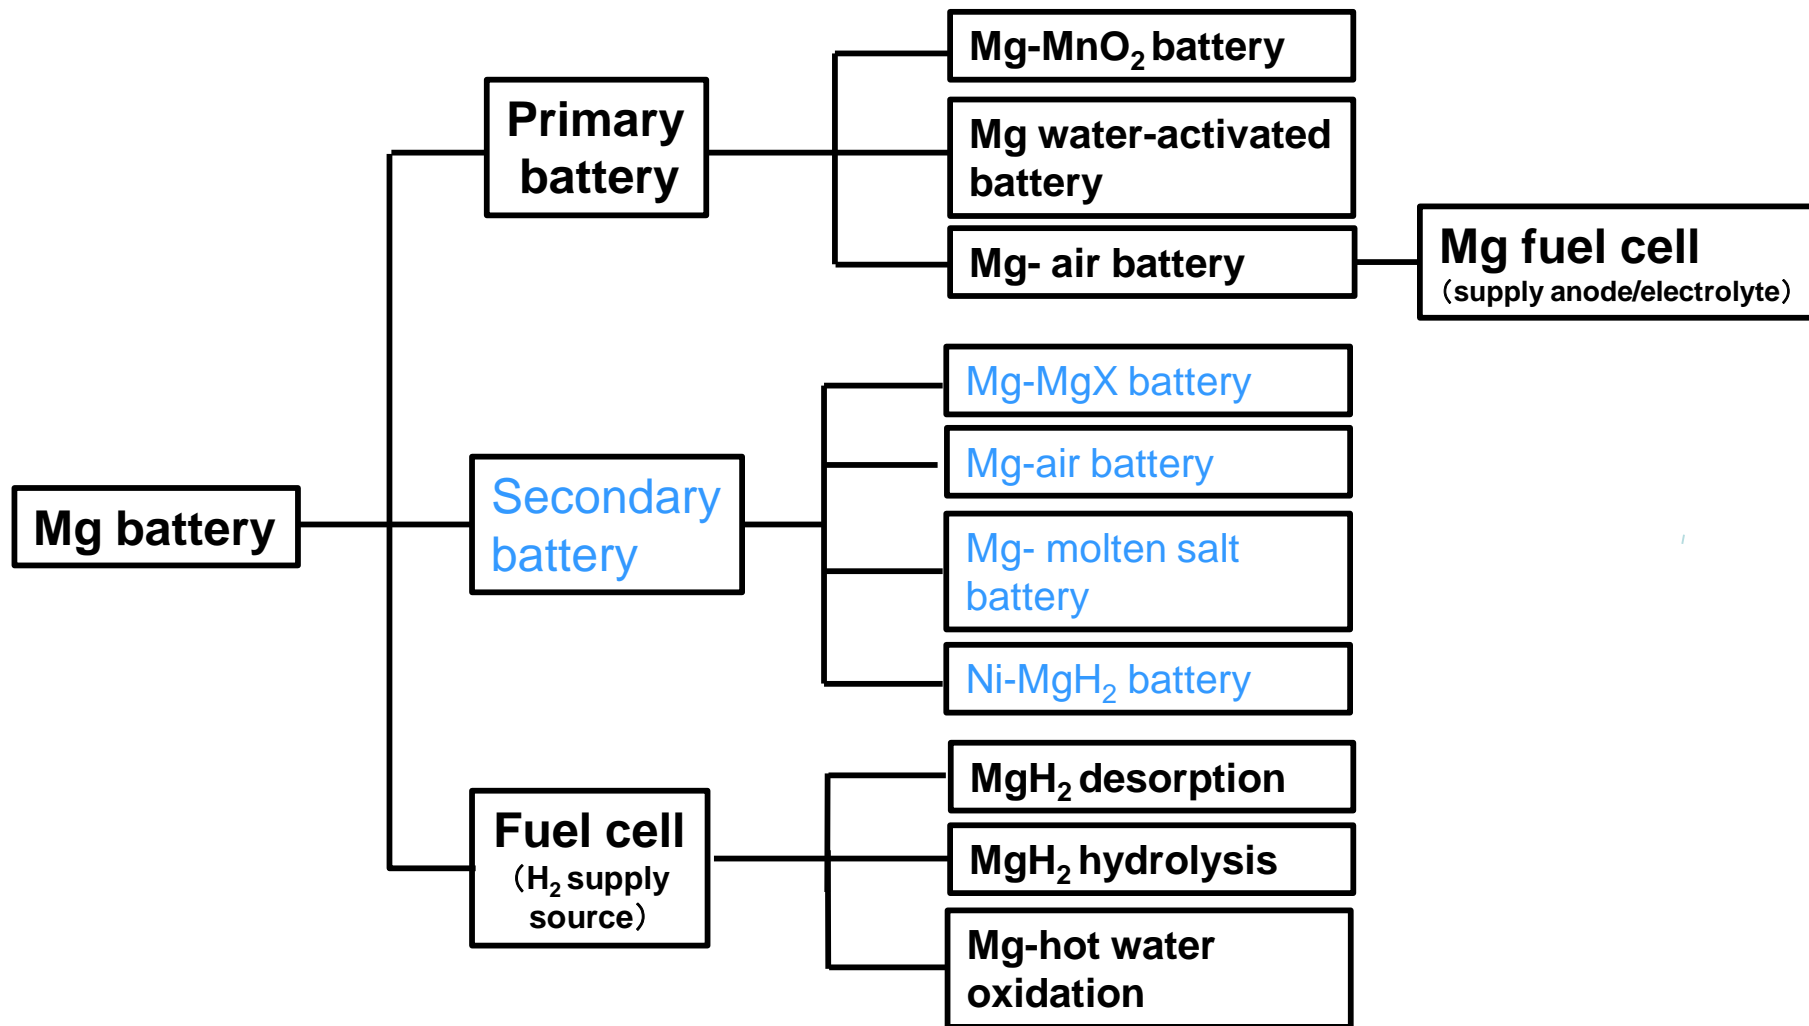 Mg battery
Primary
battery
Mg-MnO₂ battery
Mg water-activated
battery
Mg- air battery
Mg fuel cell
（supply anode/electrolyte）
Secondary
battery
Mg-MgX battery
Mg-air battery
Mg- molten salt
battery
Ni-MgH₂ battery
Fuel cell
（H₂ supply
source）
MgH₂ desorption
MgH₂ hydrolysis
Mg-hot water
oxidation